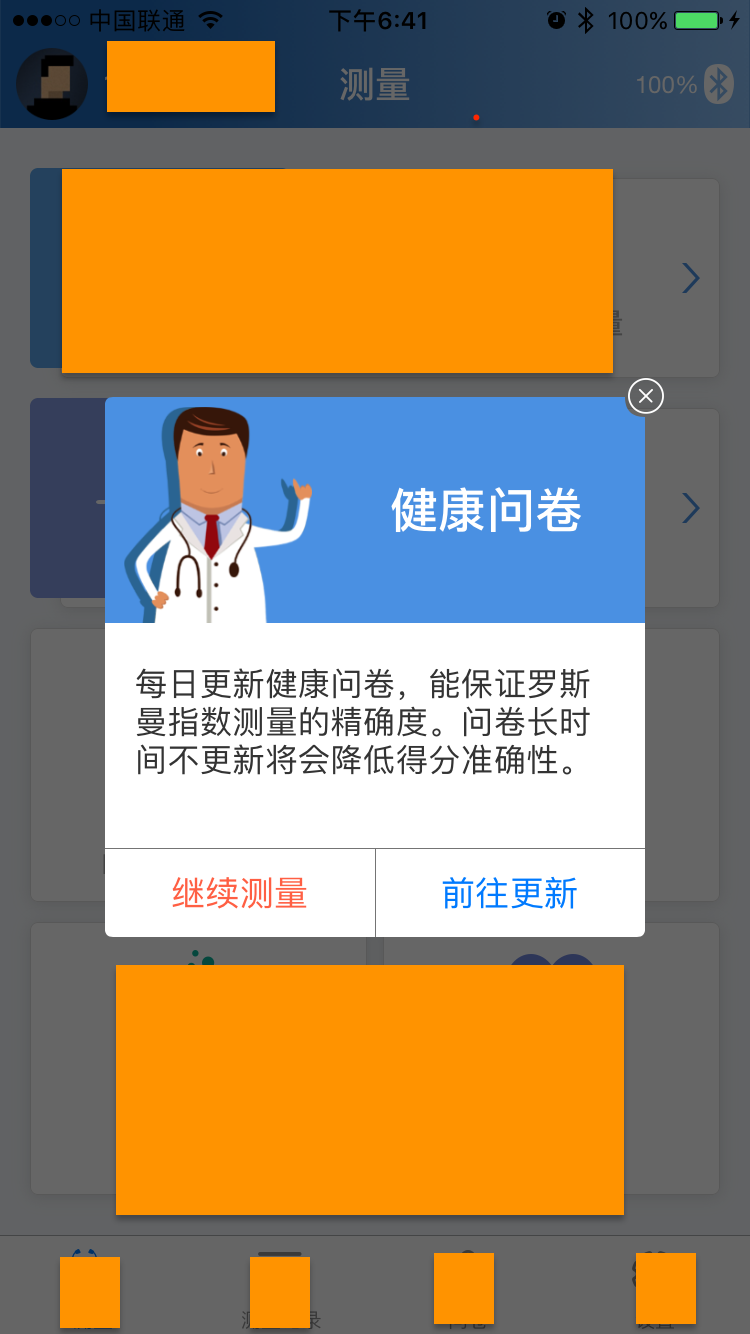 中国联通 下午6:41 100%
测量 100%
量
健康问卷
每日更新健康问卷，能保证罗斯
曼指数测量的精确度。问卷长时
间不更新将会降低得分准确性。
继续测量 前往更新